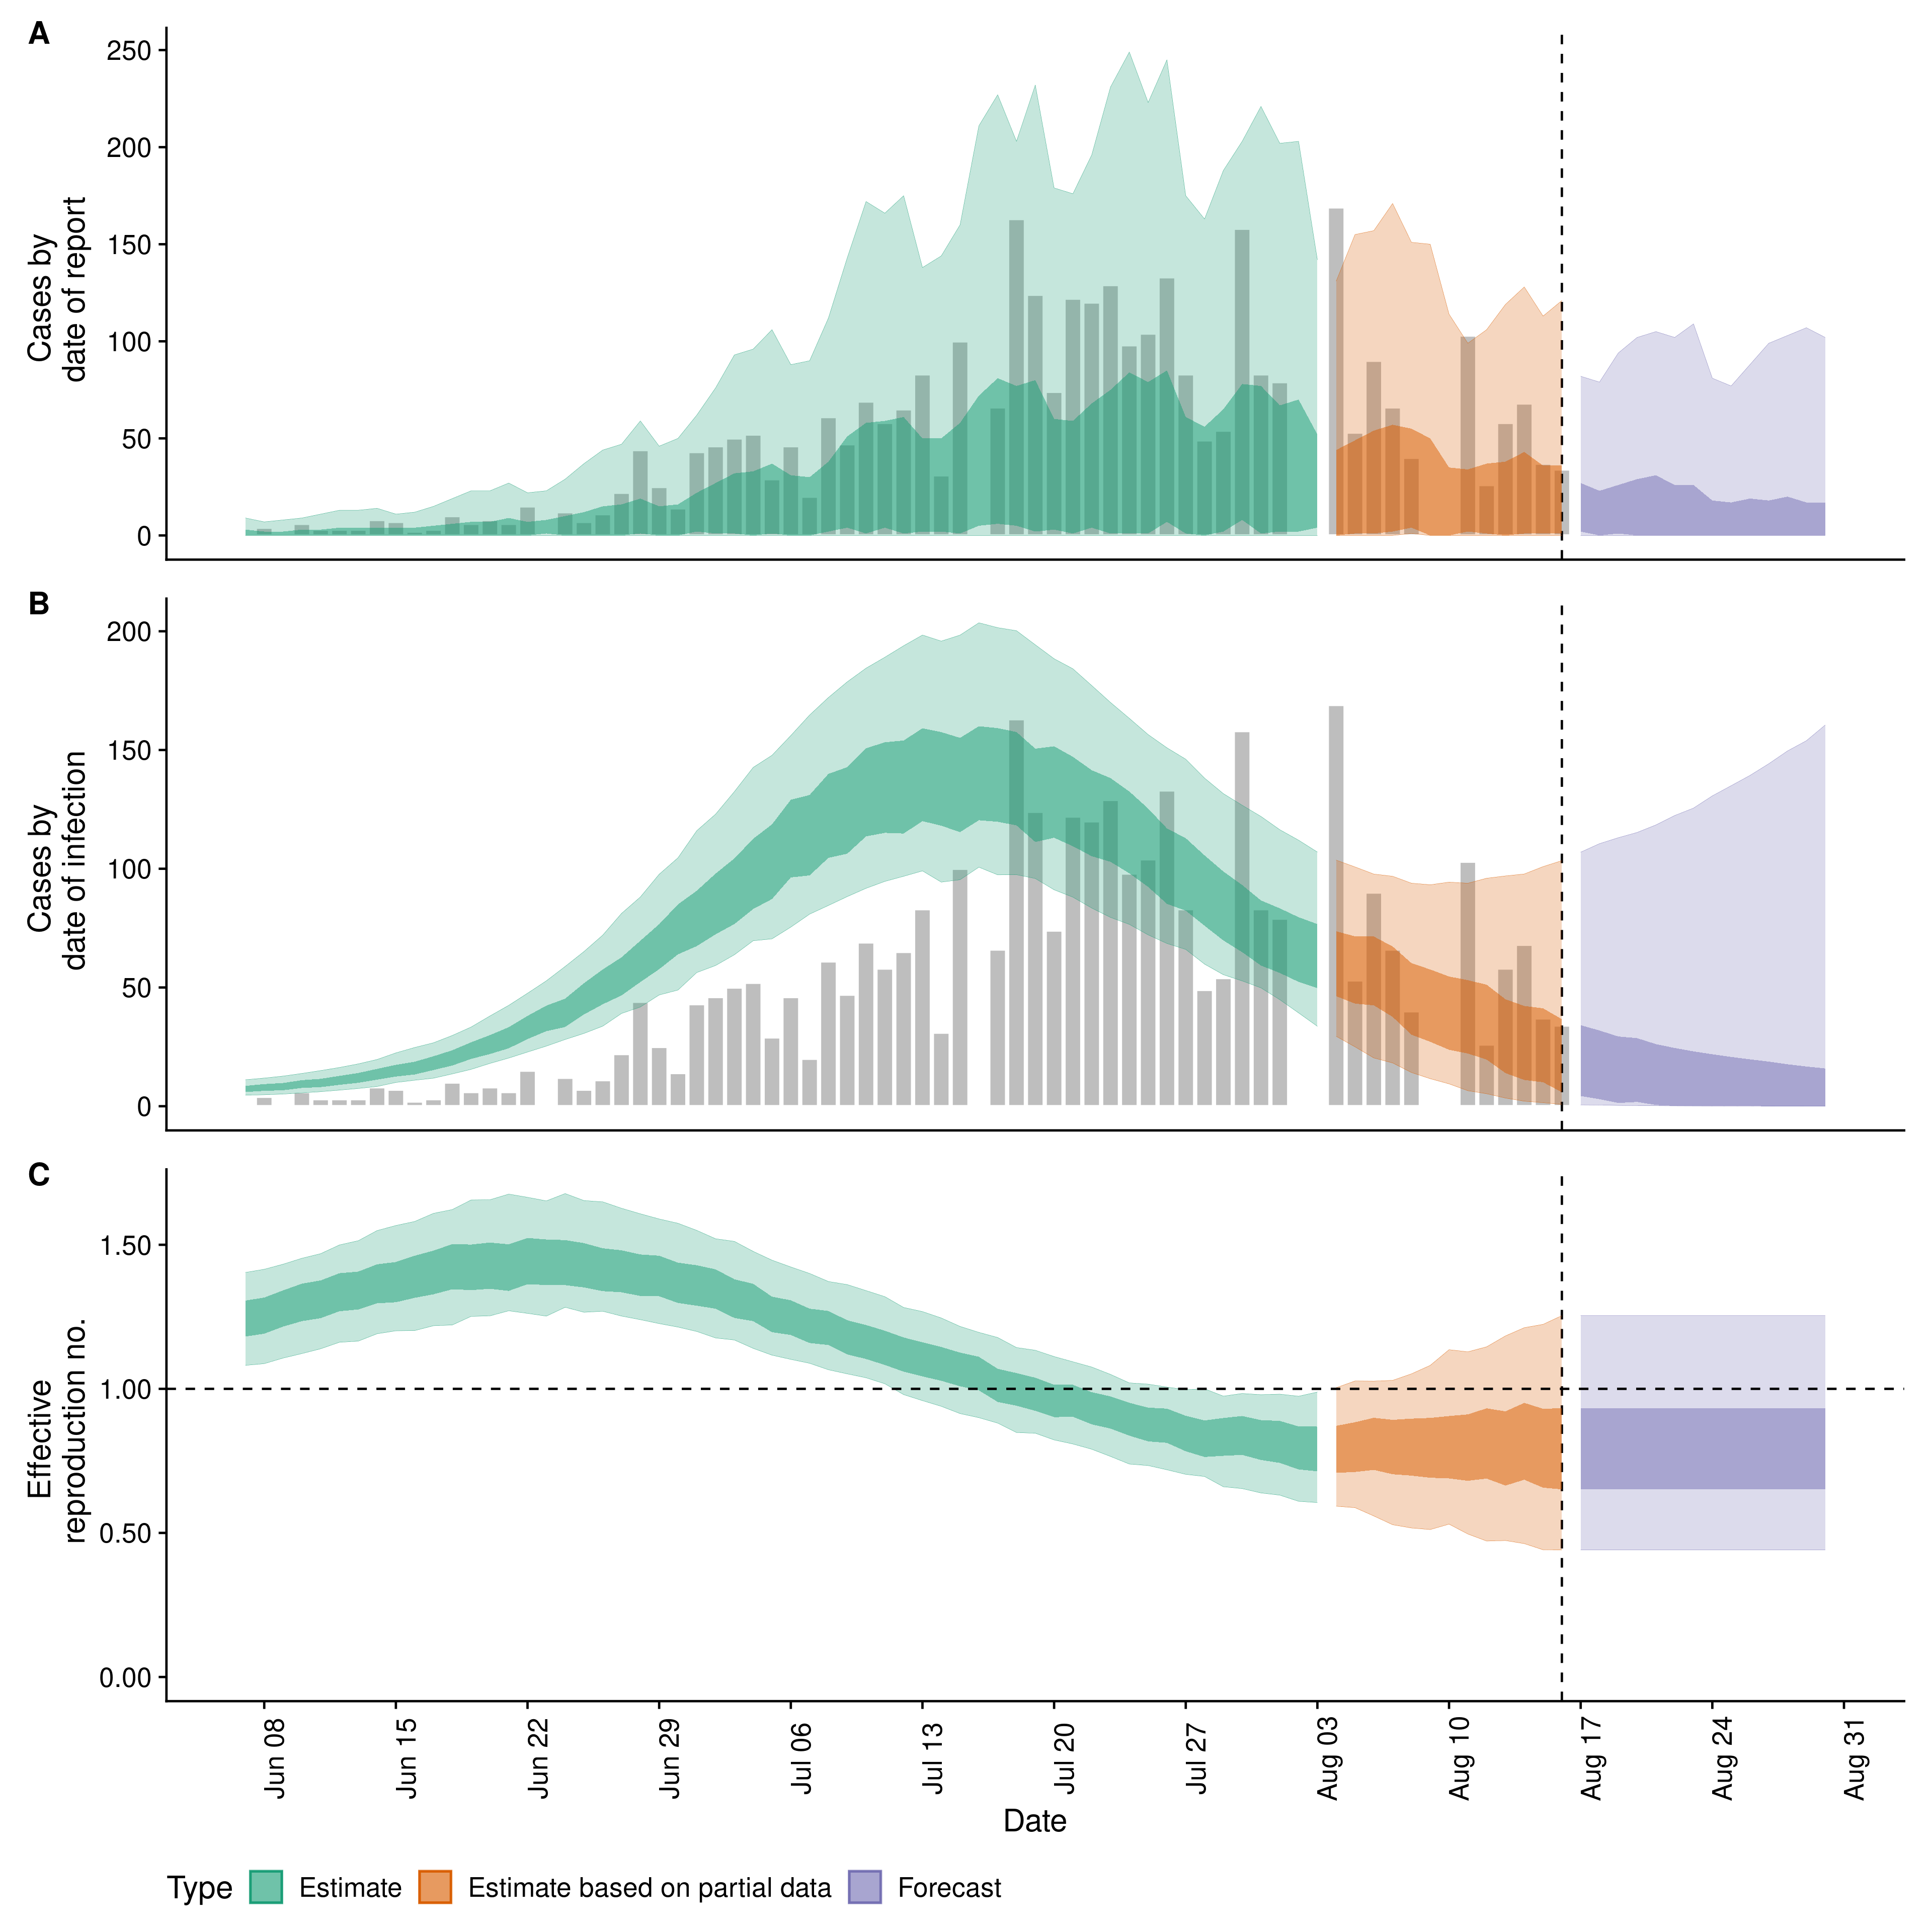 A
250
200
150
100
50
0
Cases by
date of report
B
200
150
100
50
0
Cases by
date of infection
C
1.50
1.00
0.50
0.00
Effective
reproduction no.
Jun 08
Jun 15
Jun 22
Jun 29
Jul 06
Jul 13
Jul 20
Jul 27
Aug 03
Aug 10
Aug 17
Aug 24
Aug 31
Date
Type Estimate Estimate based on partial data Forecast